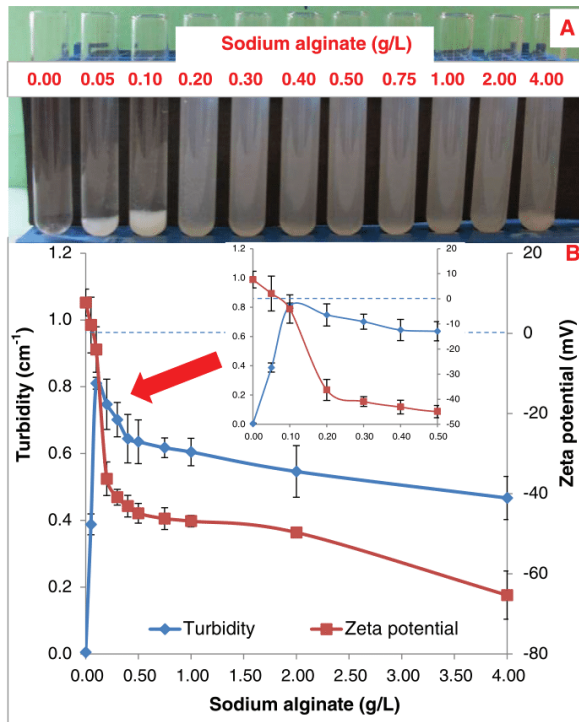 A
Sodium alginate (g/L)
0.00 0.05 0.10 0.20 0.30 0.40 0.50 0.75 1.00 2.00 4.00
B
Turbidity (cm⁻¹)
1.2
1.0
0.8
0.6
0.4
0.2
0.0
20
0
-20
-40
-60
-80
Zeta potential (mV)
1.2
1.0
0.8
0.6
0.4
0.2
0.0
20
10
0
-10
-20
-30
-40
-50
0.00 0.10 0.20 0.30 0.40 0.50
Turbidity Zeta potential
0.00 0.50 1.00 2.00 3.00 4.00
Sodium alginate (g/L)